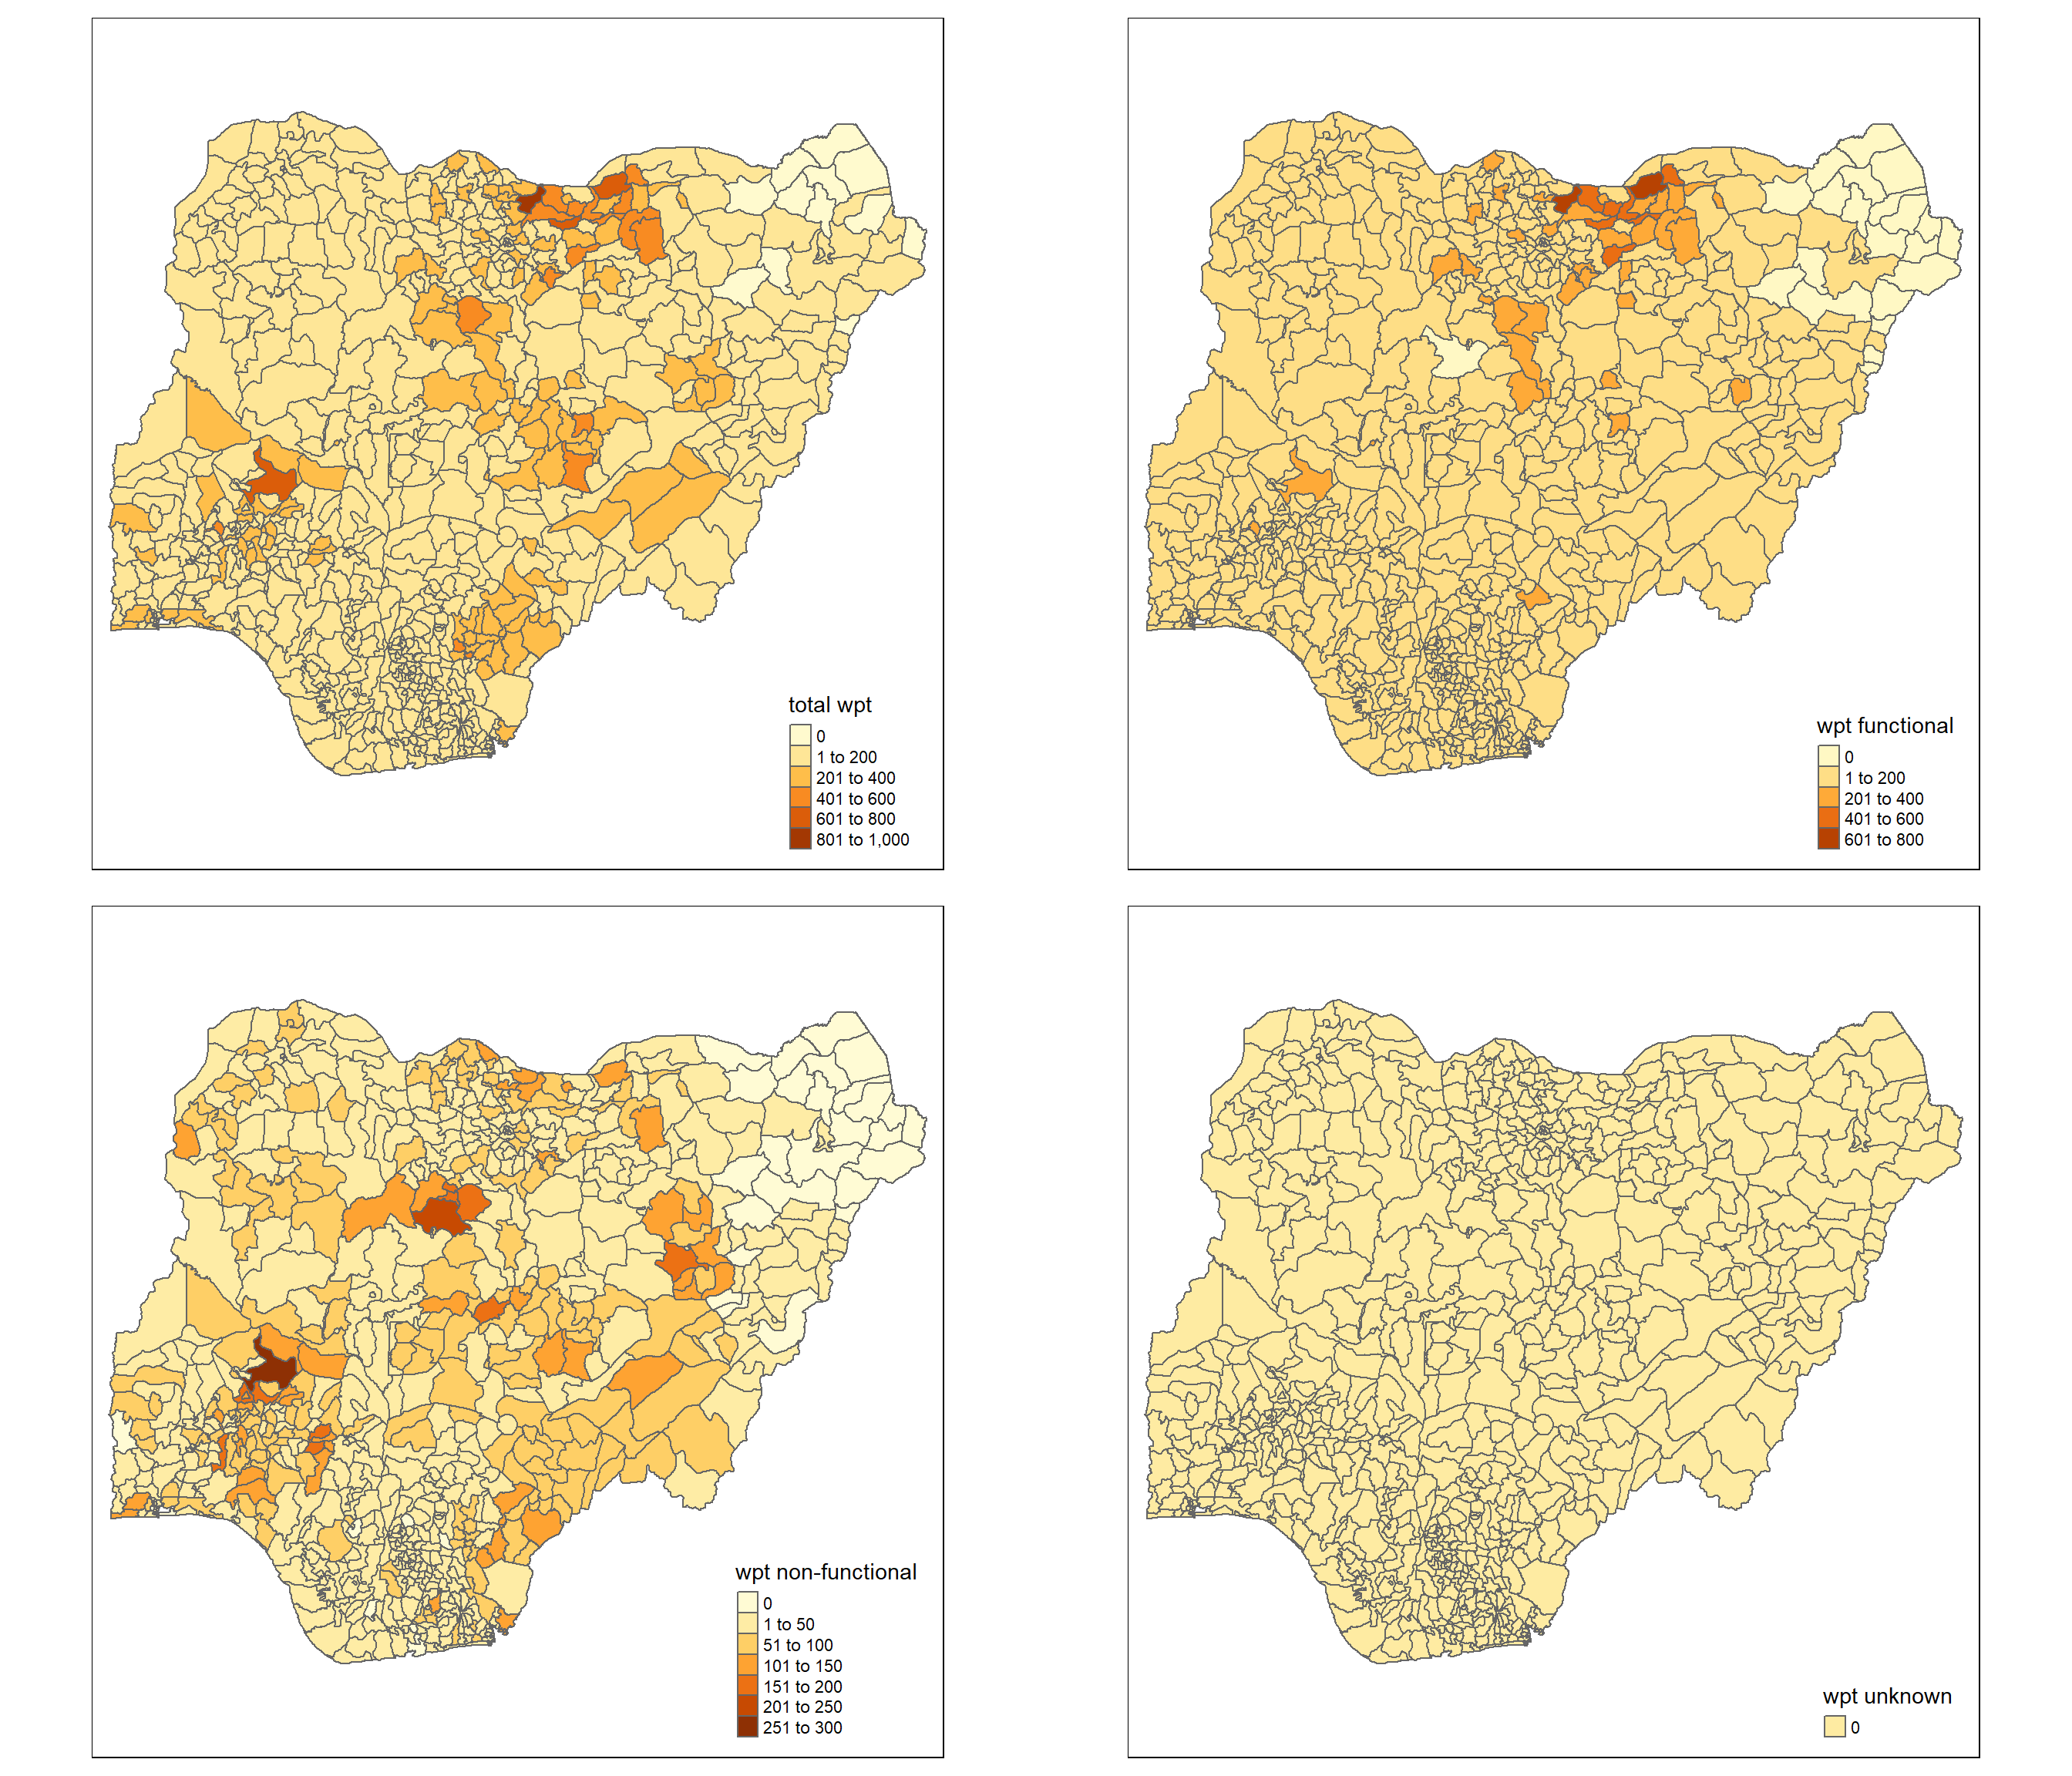 total wpt
0
1 to 200
201 to 400
401 to 600
601 to 800
801 to 1,000
wpt functional
0
1 to 200
201 to 400
401 to 600
601 to 800
wpt non-functional
0
1 to 50
51 to 100
101 to 150
151 to 200
201 to 250
251 to 300
wpt unknown
0